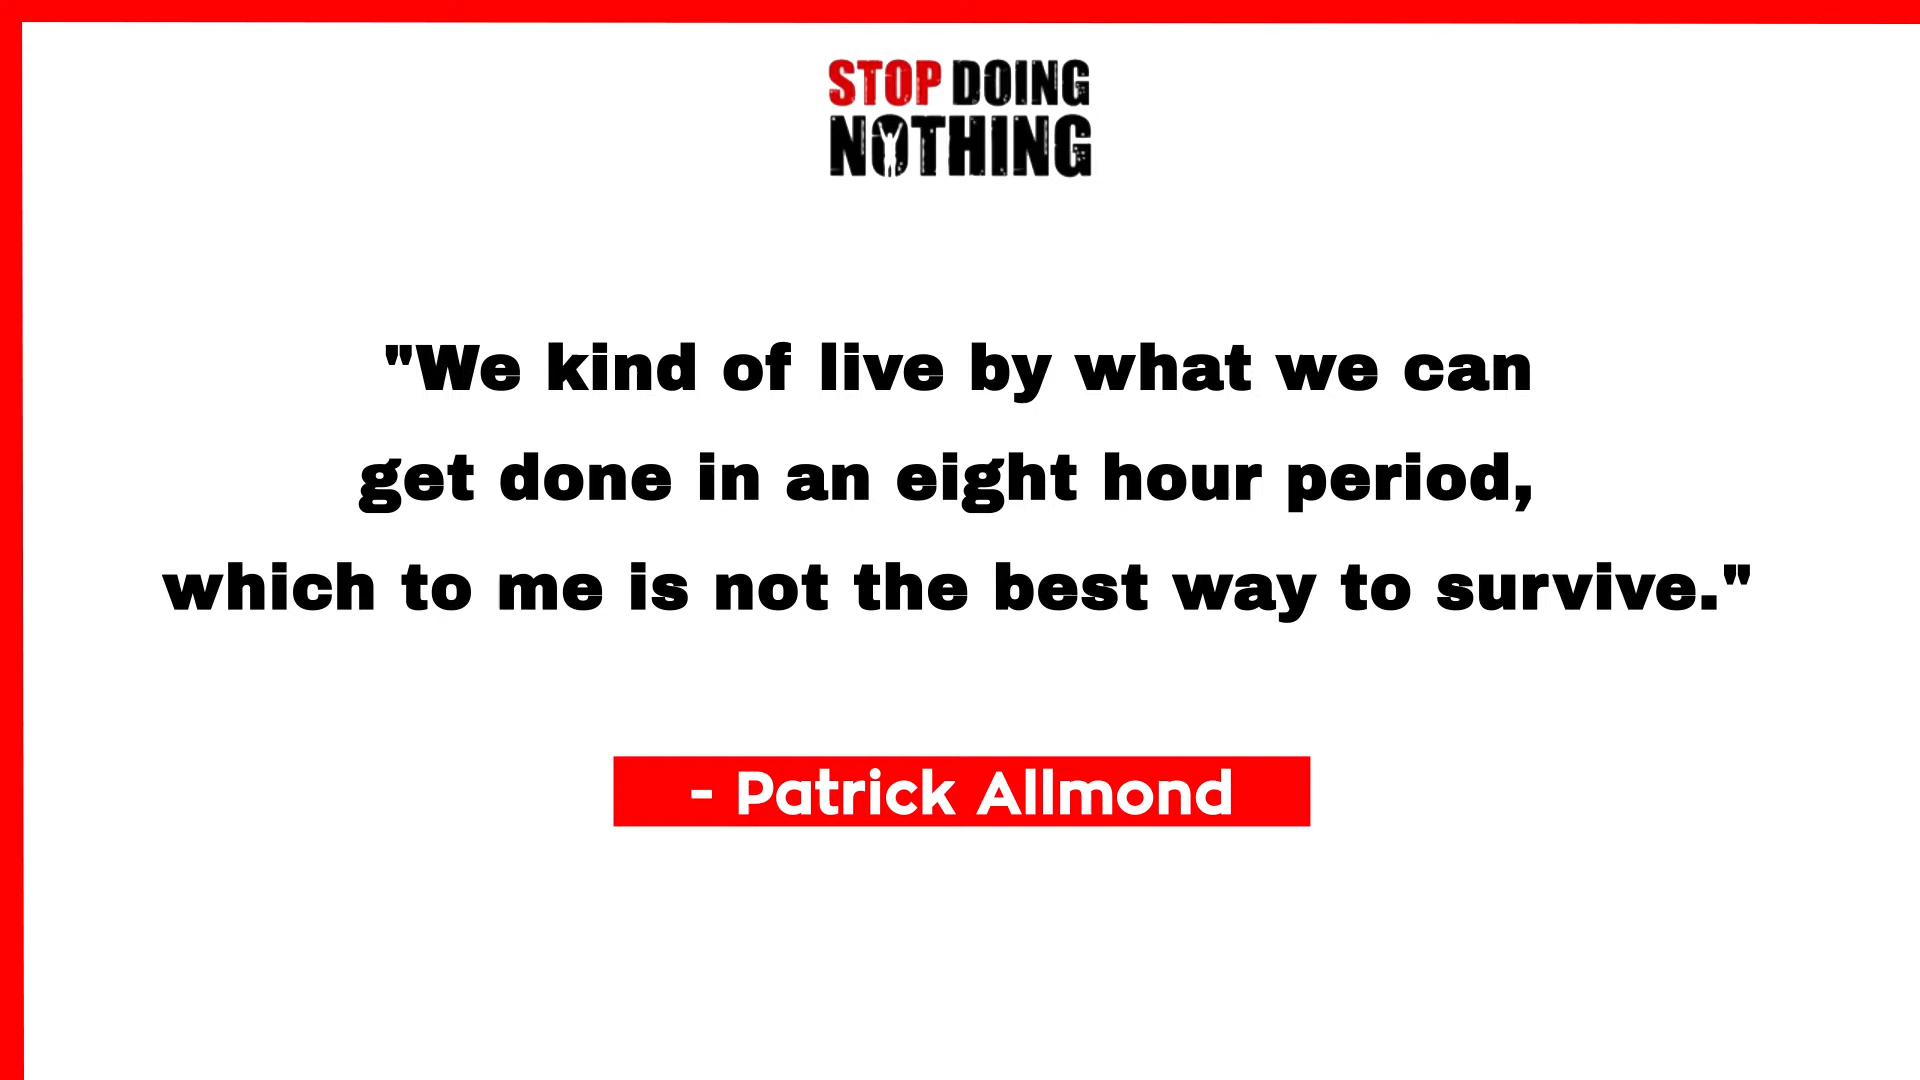 STOP DOING
NOTHING
"We kind of live by what we can
get done in an eight hour period,
which to me is not the best way to survive."
- Patrick Allmond